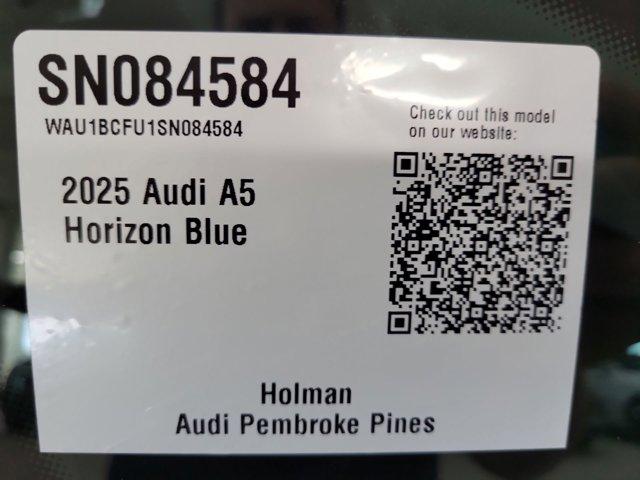 SN084584
WAU1BCFU1SN084584
Check out this model
on our website:
2025 Audi A5
Horizon Blue
Holman
Audi Pembroke Pines